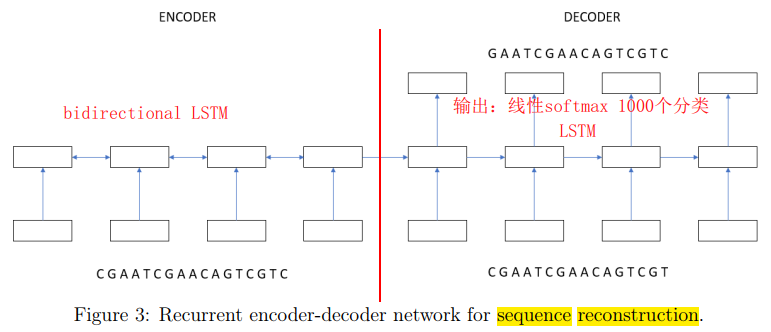 ENCODER
DECODER
GAATCGAACAGTCGTC
bidirectional LSTM
输出：线性softmax 1000个分类
LSTM
CGAATCGAACAGTCGTC
CGAATCGAACAGTCGT
Figure 3: Recurrent encoder-decoder network for sequence reconstruction.